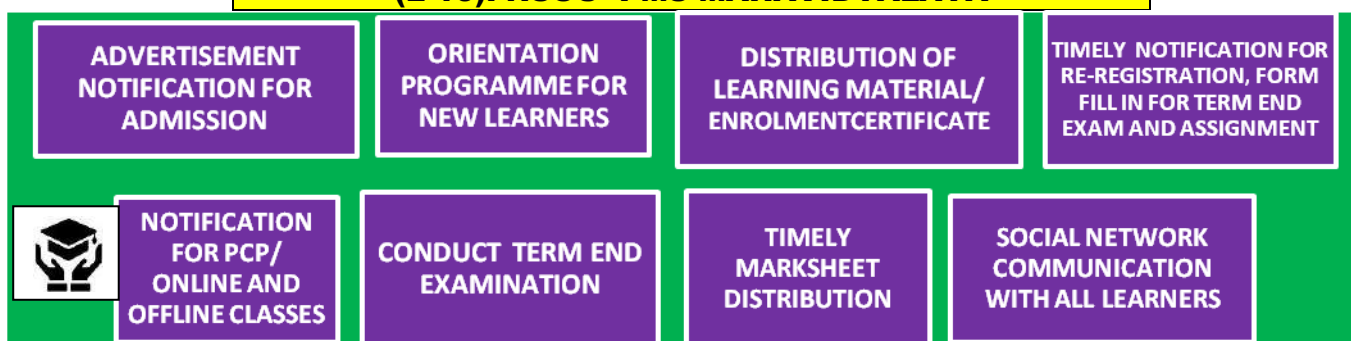 ADVERTISEMENT
NOTIFICATION FOR
ADMISSION
ORIENTATION
PROGRAMME FOR
NEW LEARNERS
DISTRIBUTION OF
LEARNING MATERIAL/
ENROLMENTCERTIFICATE
TIMELY NOTIFICATION FOR
RE-REGISTRATION, FORM
FILL IN FOR TERM END
EXAM AND ASSIGNMENT
NOTIFICATION
FOR PCP/
ONLINE AND
OFFLINE CLASSES
CONDUCT TERM END
EXAMINATION
TIMELY
MARKSHEET
DISTRIBUTION
SOCIAL NETWORK
COMMUNICATION
WITH ALL LEARNERS